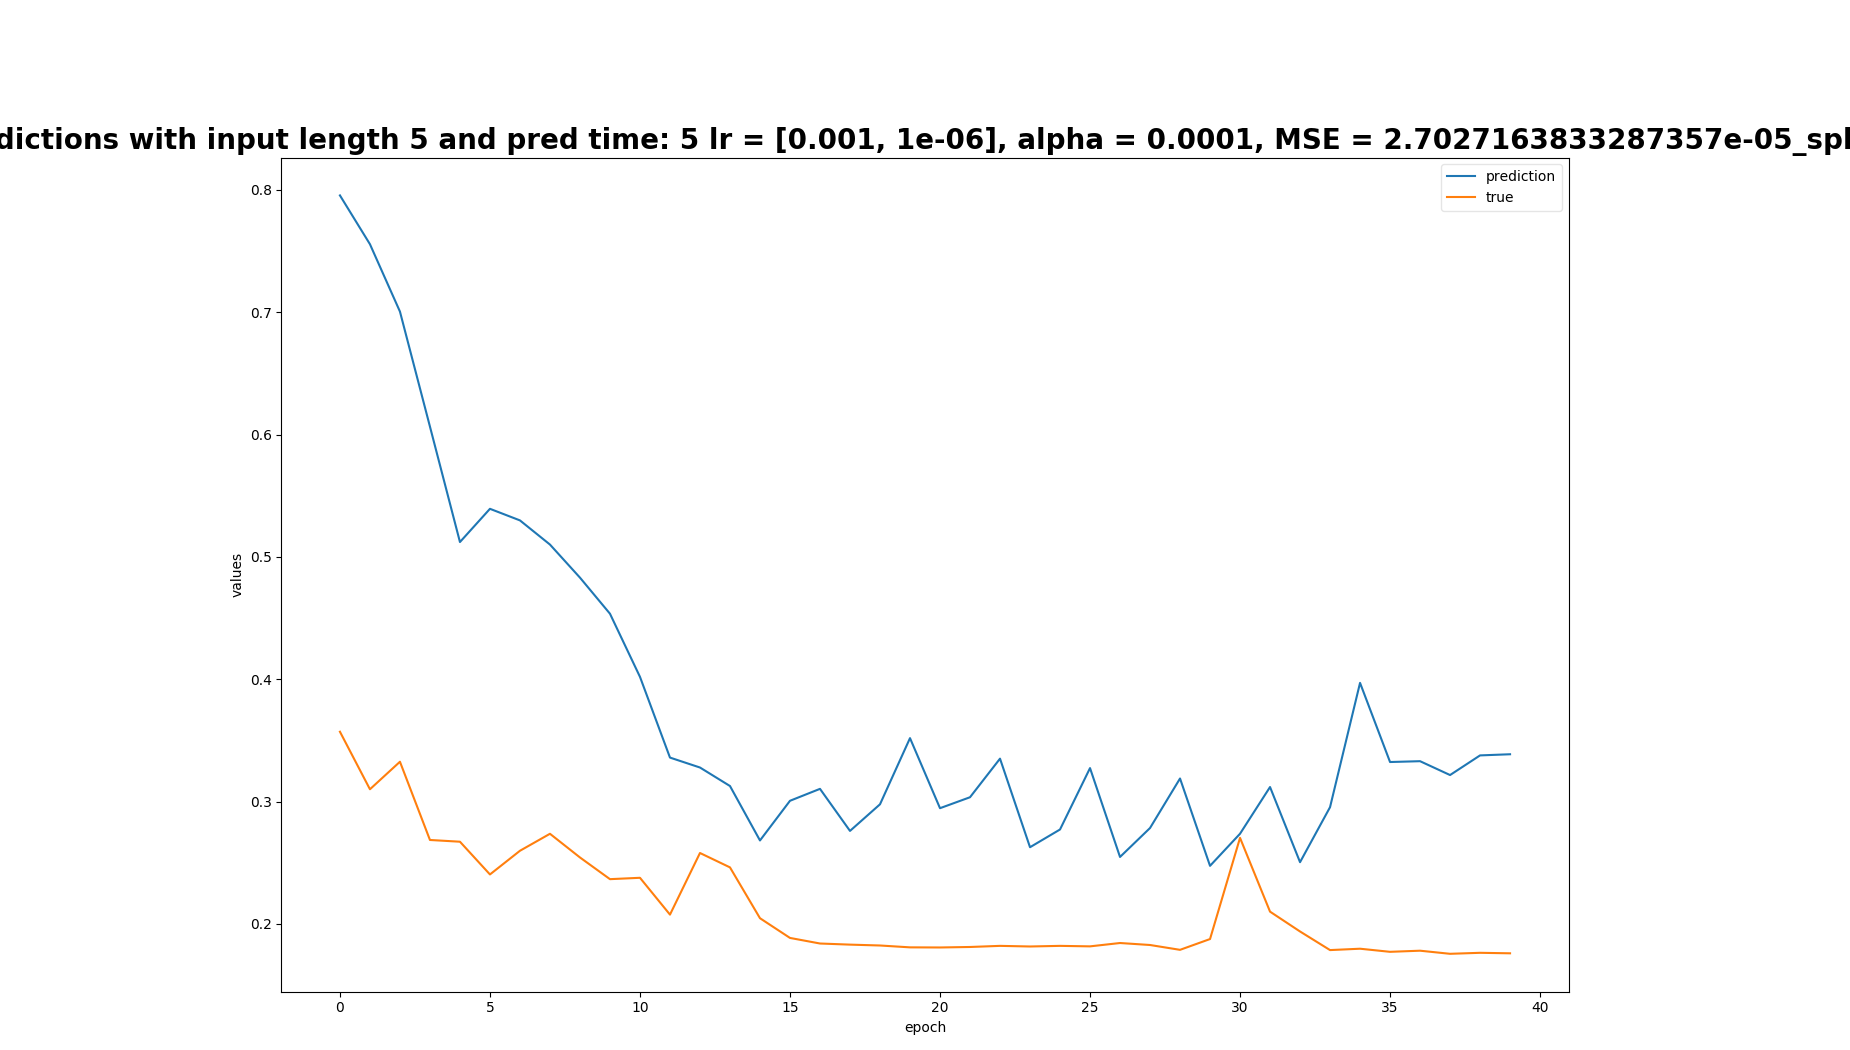 dictions with input length 5 and pred time: 5 lr = [0.001, 1e-06], alpha = 0.0001, MSE = 2.7027163833287357e-05_spl
prediction
true
0.8
0.7
0.6
0.5
0.4
0.3
0.2
values
0 5 10 15 20 25 30 35 40
epoch